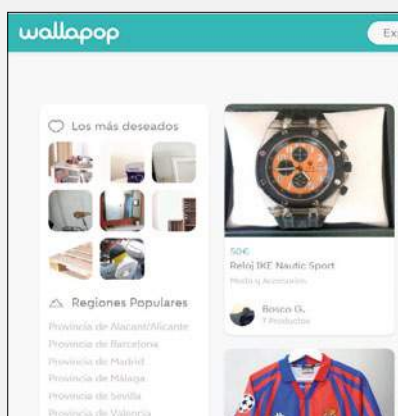 wallapop
Ex
Los más deseados
50€
Reloj IKE Nautic Sport
Moda y Accesorios
Bosco G.
7 Productos
Regiones Populares
Provincia de Alacant/Alicante
Provincia de Barcelona
Provincia de Madrid
Provincia de Málaga
Provincia de Sevilla
Provincia de Valencia